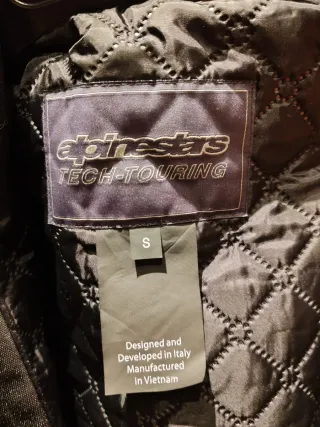 alpinestars
TECH-TOURING
S
Designed and
Developed in Italy
Manufactured
in Vietnam